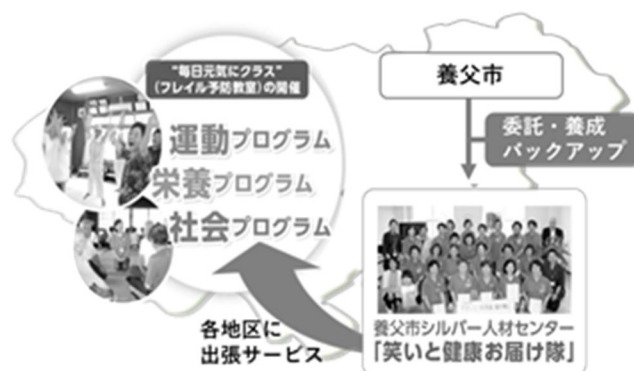 "毎日元気にクラス"
(フレイル予防教室)の開催
運動プログラム
栄養プログラム
社会プログラム
養父市
委託・養成
バックアップ
養父市シルバー人材センター
「笑いと健康お届け隊」
各地区に
出張サービス